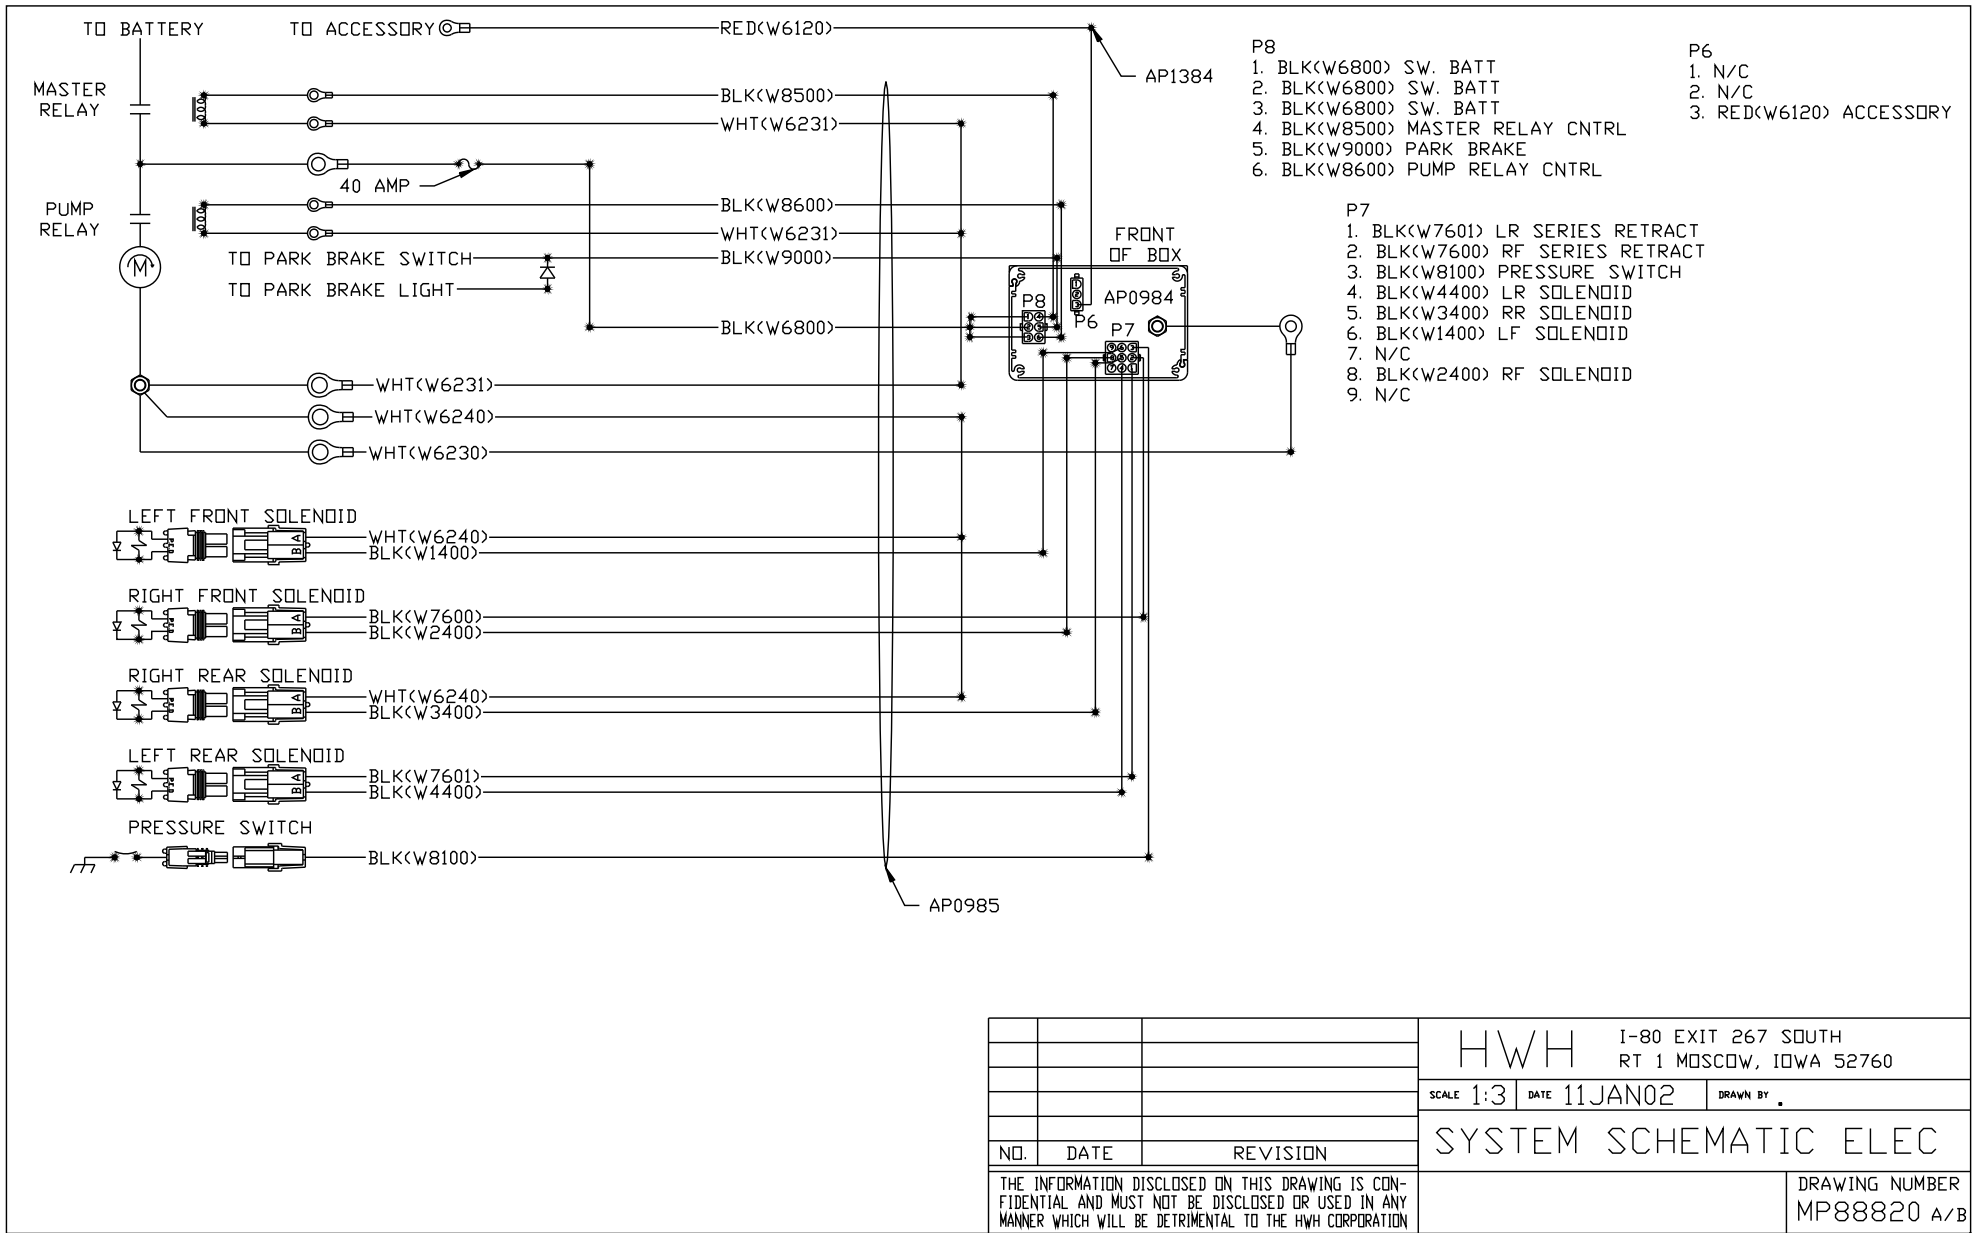 TO BATTERY
TO ACCESSORY
RED(W6120)
AP1384
MASTER
RELAY
BLK(W8500)
WHT(W6231)
40 AMP
PUMP
RELAY
BLK(W8600)
WHT(W6231)
M
TO PARK BRAKE SWITCH
BLK(W9000)
TO PARK BRAKE LIGHT
BLK(W6800)
FRONT
OF BOX
AP0984
P8
P6
P7
P8
1. BLK(W6800) SW. BATT
2. BLK(W6800) SW. BATT
3. BLK(W6800) SW. BATT
4. BLK(W8500) MASTER RELAY CNTRL
5. BLK(W9000) PARK BRAKE
6. BLK(W8600) PUMP RELAY CNTRL
P6
1. N/C
2. N/C
3. RED(W6120) ACCESSORY
P7
1. BLK(W7601) LR SERIES RETRACT
2. BLK(W7600) RF SERIES RETRACT
3. BLK(W8100) PRESSURE SWITCH
4. BLK(W4400) LR SOLENOID
5. BLK(W3400) RR SOLENOID
6. BLK(W1400) LF SOLENOID
7. N/C
8. BLK(W2400) RF SOLENOID
9. N/C
WHT(W6231)
WHT(W6240)
WHT(W6230)
LEFT FRONT SOLENOID
A
B
WHT(W6240)
BLK(W1400)
RIGHT FRONT SOLENOID
A
B
BLK(W7600)
BLK(W2400)
RIGHT REAR SOLENOID
A
B
WHT(W6240)
BLK(W3400)
LEFT REAR SOLENOID
A
B
BLK(W7601)
BLK(W4400)
PRESSURE SWITCH
BLK(W8100)
AP0985
NO. DATE REVISION
THE INFORMATION DISCLOSED ON THIS DRAWING IS CON-
FIDENTIAL AND MUST NOT BE DISCLOSED OR USED IN ANY
MANNER WHICH WILL BE DETRIMENTAL TO THE HWH CORPORATION
HWH
I-80 EXIT 267 SOUTH
RT 1 MOSCOW, IOWA 52760
SCALE 1:3 DATE 11JAN02 DRAWN BY .
SYSTEM SCHEMATIC ELEC
DRAWING NUMBER
MP88820 A/B